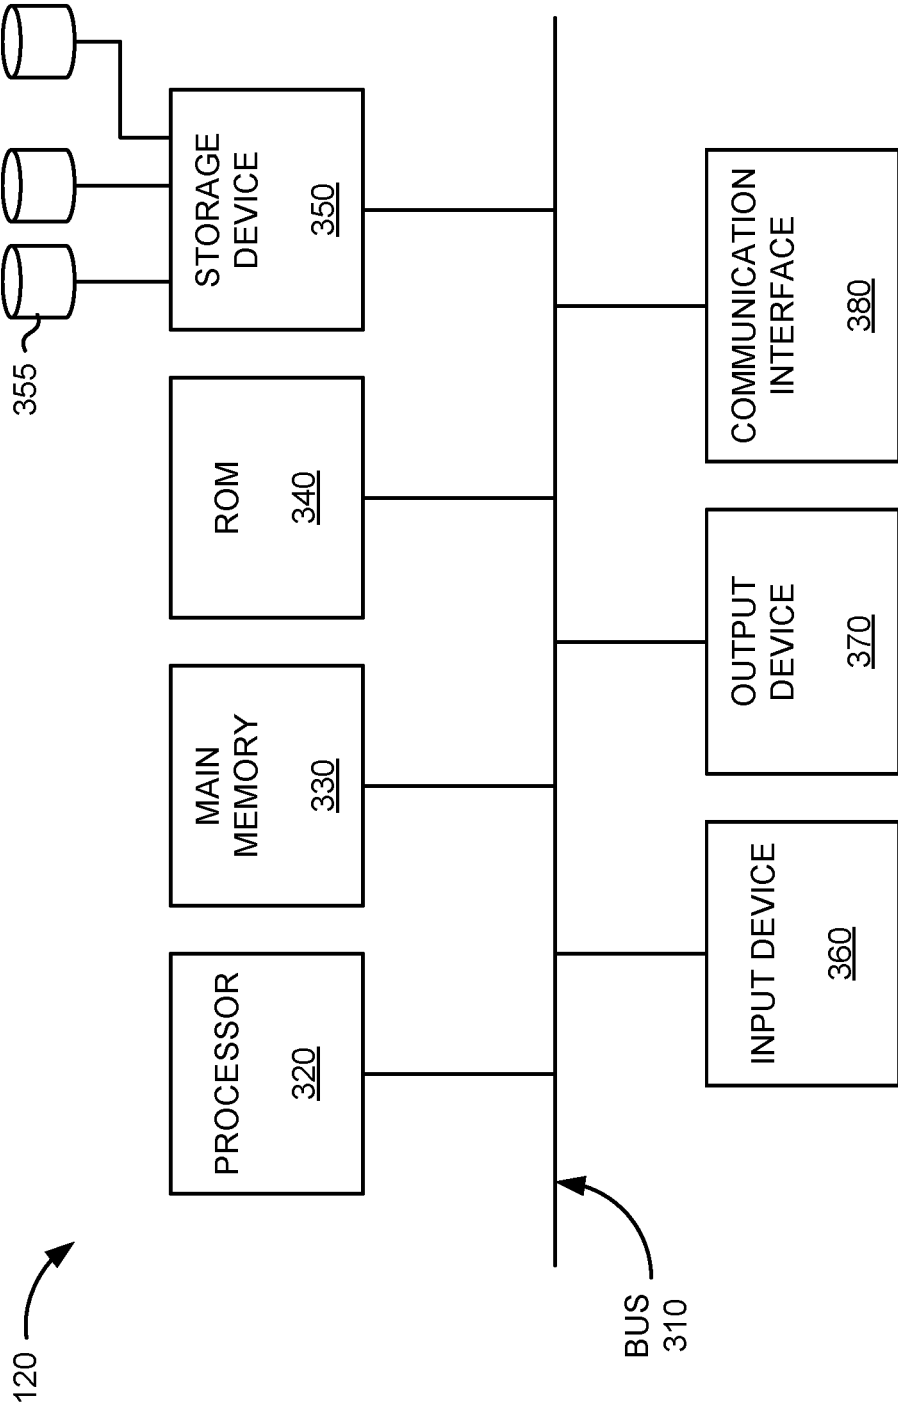 120
355
PROCESSOR
320
MAIN
MEMORY
330
ROM
340
STORAGE
DEVICE
350
BUS
310
INPUT DEVICE
360
OUTPUT
DEVICE
370
COMMUNICATION
INTERFACE
380